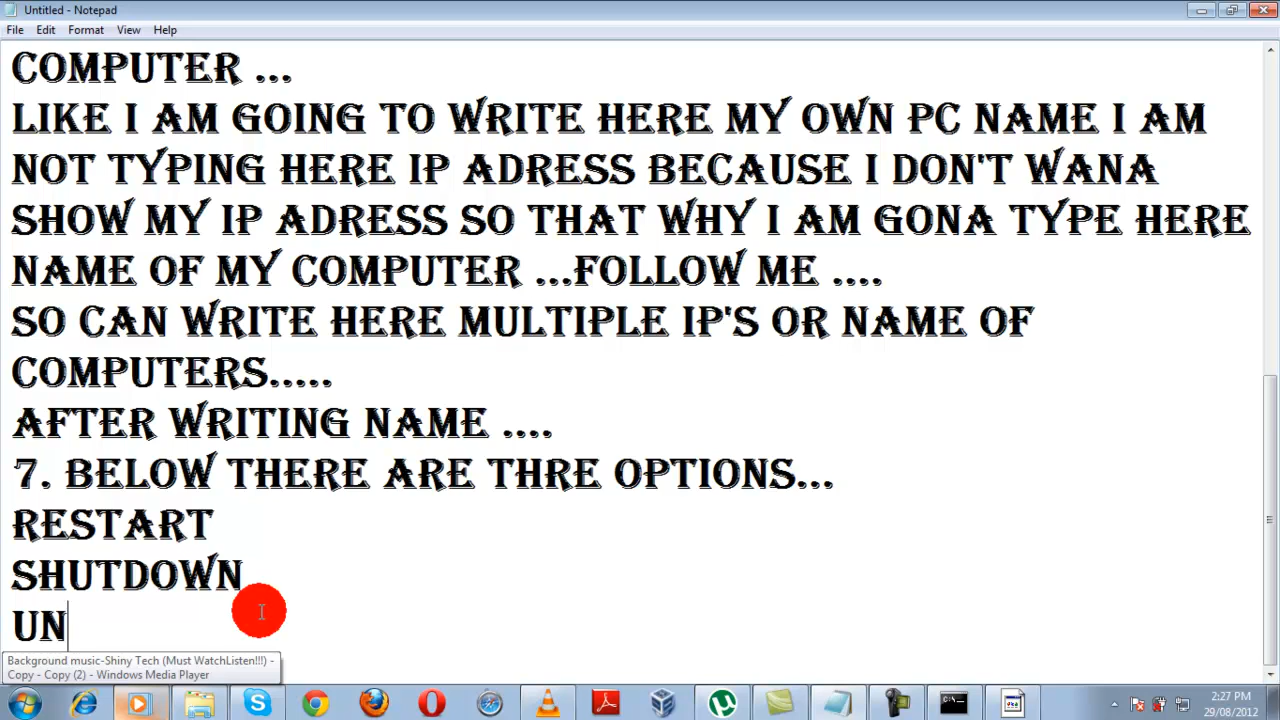 Untitled - Notepad
File Edit Format View Help
COMPUTER ...
LIKE I AM GOING TO WRITE HERE MY OWN PC NAME I AM
NOT TYPING HERE IP ADRESS BECAUSE I DON'T WANA
SHOW MY IP ADRESS SO THAT WHY I AM GONA TYPE HERE
NAME OF MY COMPUTER ...FOLLOW ME ....
SO CAN WRITE HERE MULTIPLE IP'S OR NAME OF
COMPUTERS.....
AFTER WRITING NAME ....
7. BELOW THERE ARE THRE OPTIONS...
RESTART
SHUTDOWN
UN
Background music-Shiny Tech (Must WatchListen!!!) -
Copy - Copy (2) - Windows Media Player
2:27 PM
29/08/2012